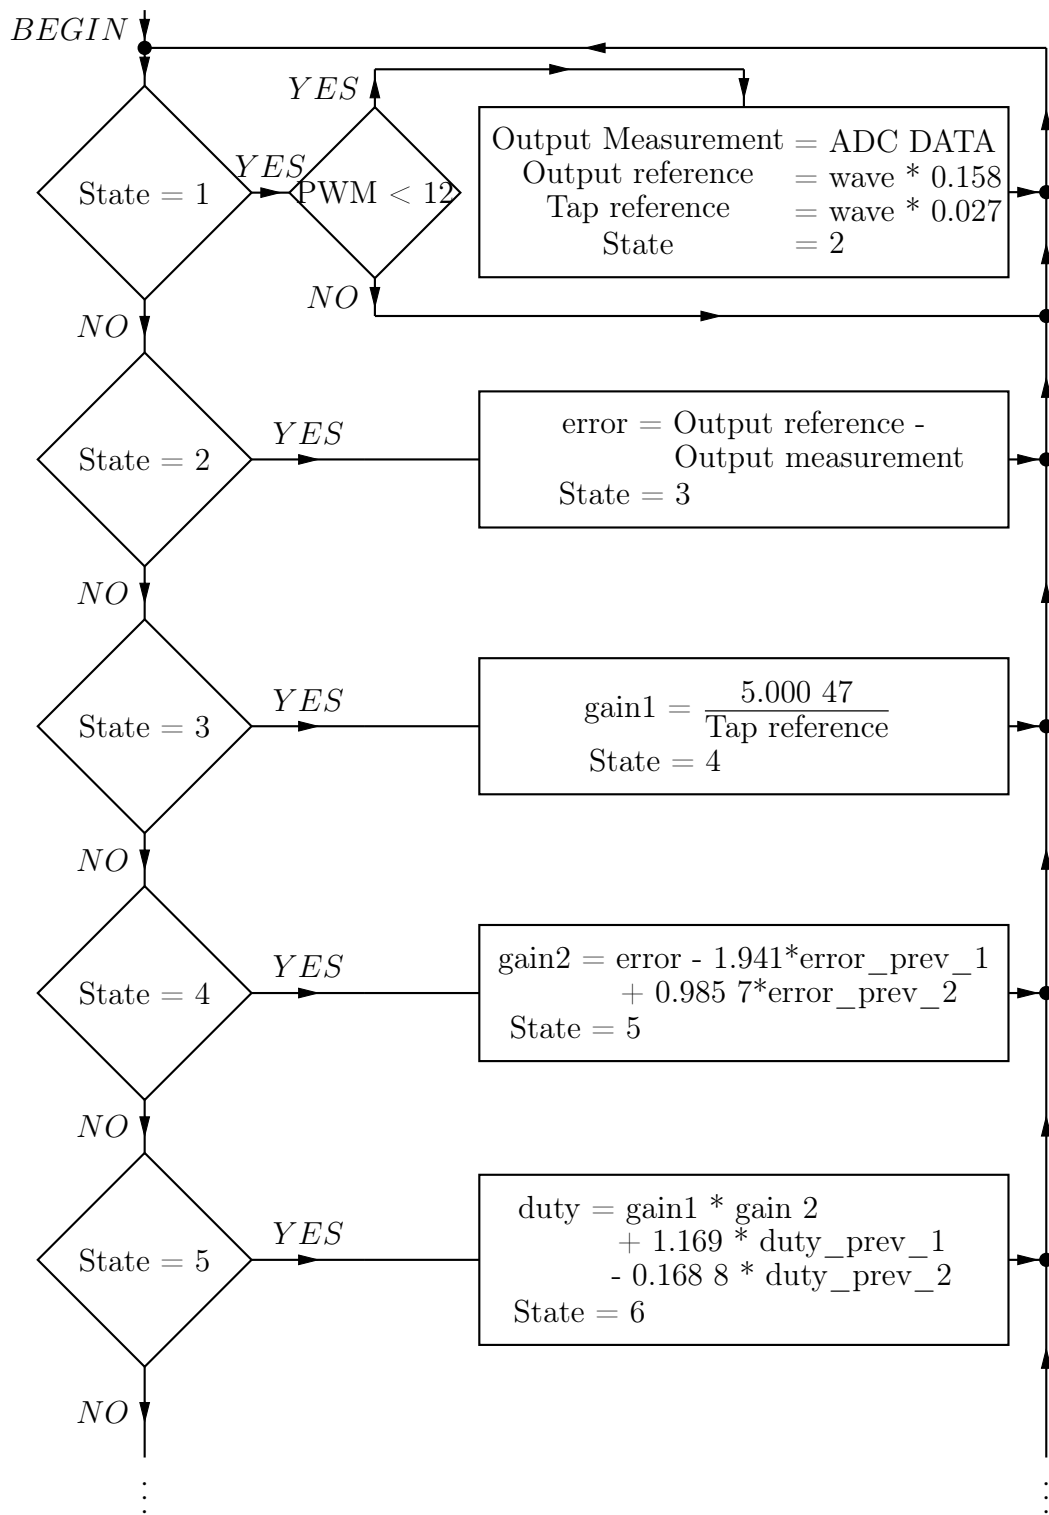 BEGIN
YES
State = 1
YES
PWM < 12
Output Measurement = ADC DATA
Output reference = wave * 0.158
Tap reference = wave * 0.027
State = 2
NO
NO
State = 2
YES
error = Output reference -
Output measurement
State = 3
NO
State = 3
YES
gain1 = 5.000 47
Tap reference
State = 4
NO
State = 4
YES
gain2 = error - 1.941*error_prev_1
+ 0.985 7*error_prev_2
State = 5
NO
State = 5
YES
duty = gain1 * gain 2
+ 1.169 * duty_prev_1
- 0.168 8 * duty_prev_2
State = 6
NO